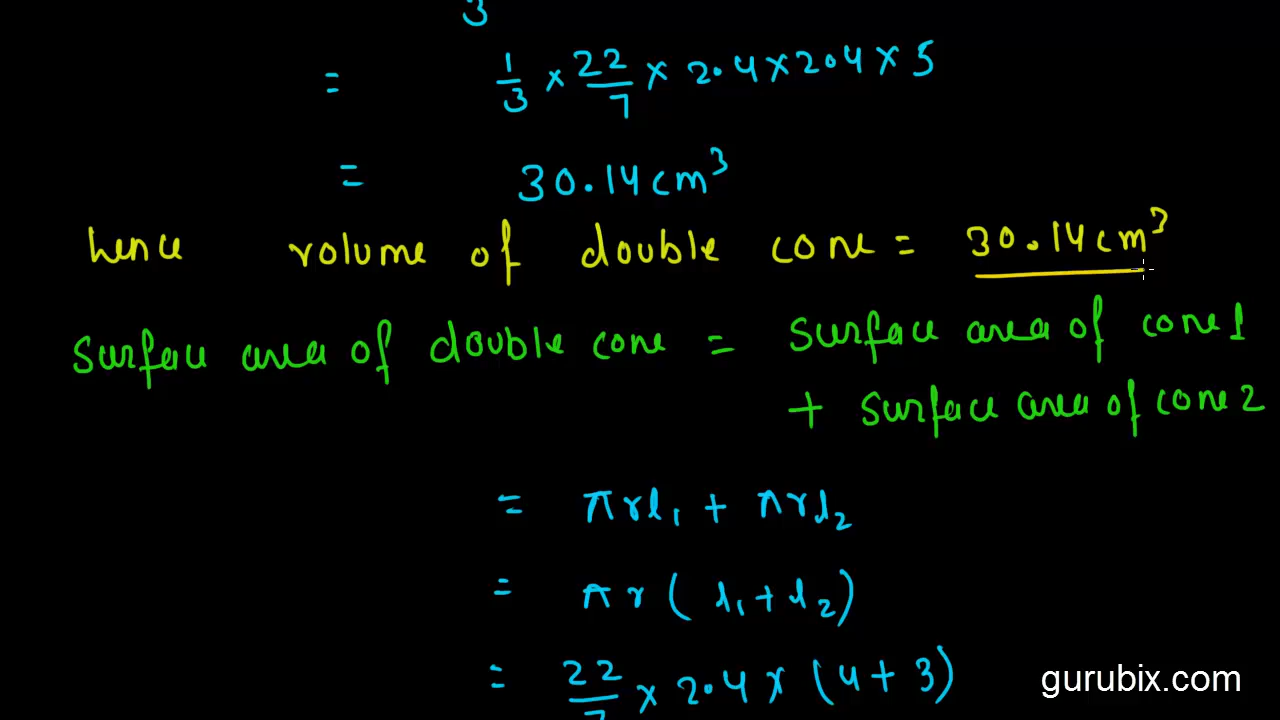 3
= 1/3 × 22/7 × 2.4 × 2.4 × 5
= 30.14 cm³
hence volume of double cone = 30.14 cm³
Surface area of double cone = Surface area of cone 1
+ Surface area of cone 2
= πrl₁ + πrl₂
= πr(l₁+l₂)
= 22/7 × 2.4 × (4+3)
gurubix.com